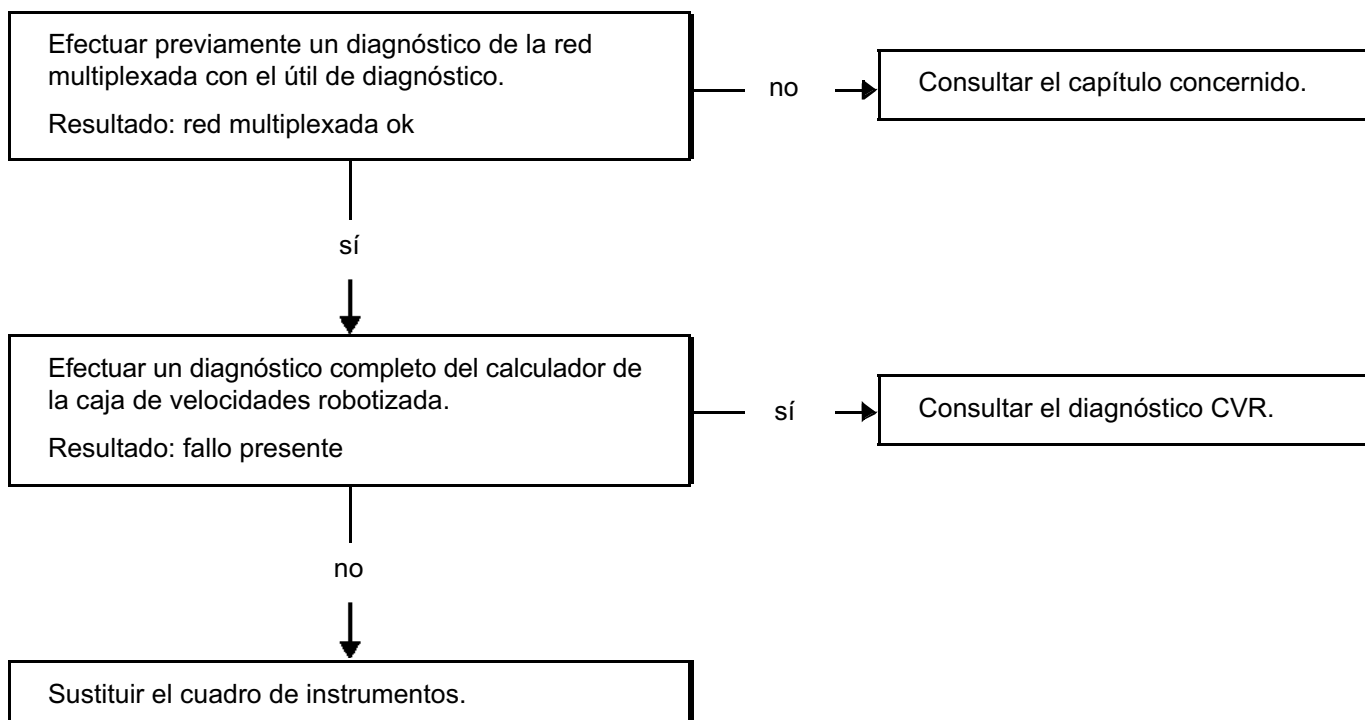 Efectuar previamente un diagnóstico de la red
multiplexada con el útil de diagnóstico.
Resultado: red multiplexada ok
no
Consultar el capítulo concernido.
sí
Efectuar un diagnóstico completo del calculador de
la caja de velocidades robotizada.
Resultado: fallo presente
sí
Consultar el diagnóstico CVR.
no
Sustituir el cuadro de instrumentos.